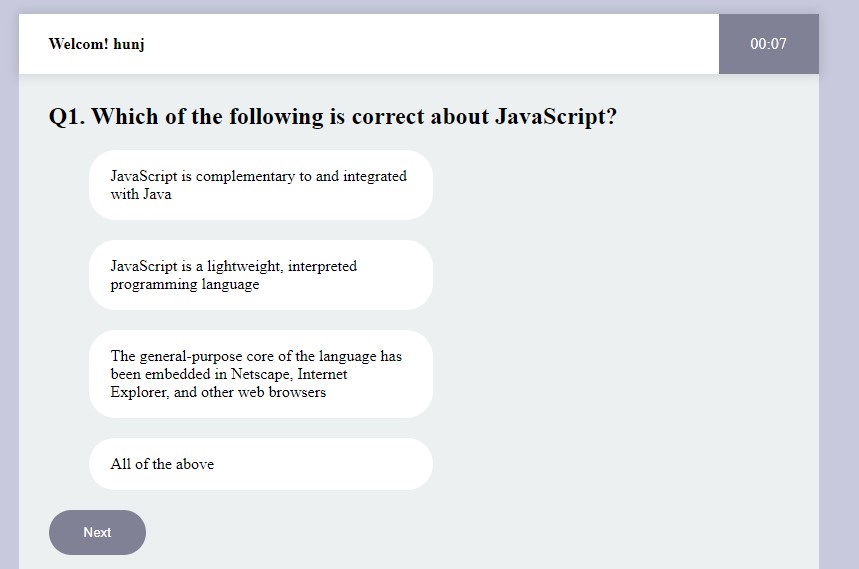 Welcom! hunj
00:07
Q1. Which of the following is correct about JavaScript?
JavaScript is complementary to and integrated
with Java
JavaScript is a lightweight, interpreted
programming language
The general-purpose core of the language has
been embedded in Netscape, Internet
Explorer, and other web browsers
All of the above
Next